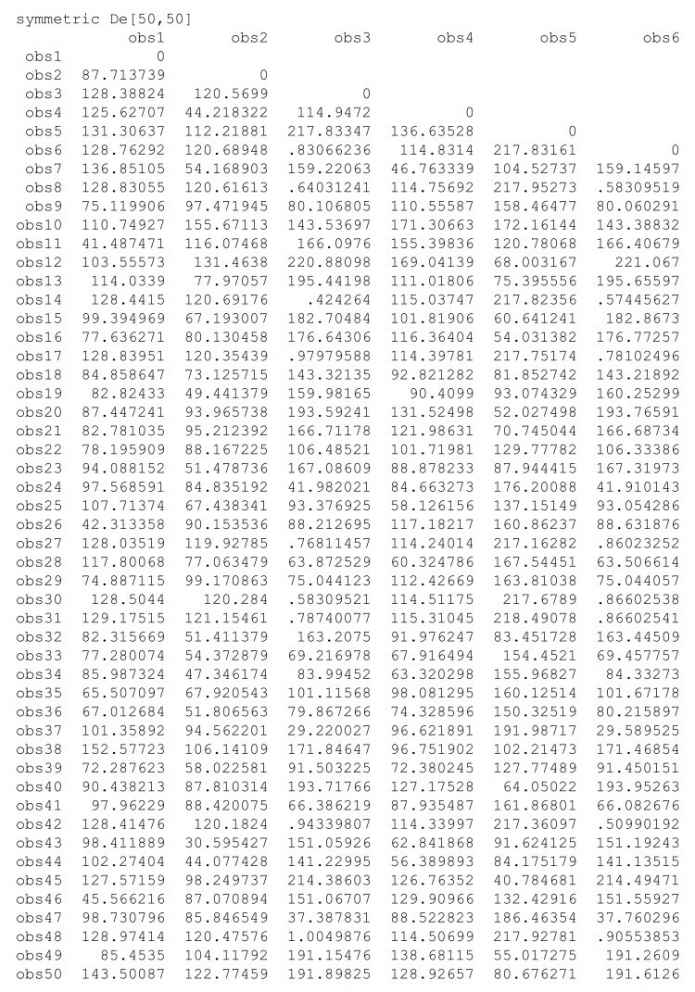 symmetric De[50,50]
obs1 obs2 obs3 obs4 obs5 obs6
obs1 0
obs2 87.713739 0
obs3 128.38824 120.5699 0
obs4 125.62707 44.218322 114.9472 0
obs5 131.30637 112.21881 217.83347 136.63528 0
obs6 128.76292 120.68948 .83066236 114.8314 217.83161 0
obs7 136.85105 54.168903 159.22063 46.763339 104.52737 159.14597
obs8 128.83055 120.61613 .64031241 114.75692 217.95273 .58309519
obs9 75.119906 97.471945 80.106805 110.55587 158.46477 80.060291
obs10 110.74927 155.67113 143.53697 171.30663 172.16144 143.38832
obs11 41.487471 116.07468 166.0976 155.39836 120.78068 166.40679
obs12 103.55573 131.4638 220.88098 169.04139 68.003167 221.067
obs13 114.0339 77.97057 195.44198 111.01806 75.395556 195.65597
obs14 128.4415 120.69176 .424264 115.03747 217.82356 .57445627
obs15 99.394969 67.193007 182.70484 101.81906 60.641241 182.8673
obs16 77.636271 80.130458 176.64306 116.36404 54.031382 176.77257
obs17 128.83951 120.35439 .97979588 114.39781 217.75174 .78102496
obs18 84.858647 73.125715 143.32135 92.821282 81.852742 143.21892
obs19 82.82433 49.441379 159.98165 90.4099 93.074329 160.25299
obs20 87.447241 93.965738 193.59241 131.52498 52.027498 193.76591
obs21 82.781035 95.212392 166.71178 121.98631 70.745044 166.68734
obs22 78.195909 88.167225 106.48521 101.71981 129.77782 106.33386
obs23 94.088152 51.478736 167.08609 88.878233 87.944415 167.31973
obs24 97.568591 84.835192 41.982021 84.663273 176.20088 41.910143
obs25 107.71374 67.438341 93.376925 58.126156 137.15149 93.054286
obs26 42.313358 90.153536 88.212695 117.18217 160.86237 88.631876
obs27 128.03519 119.92785 .76811457 114.24014 217.16282 .86023252
obs28 117.80068 77.063479 63.872529 60.324786 167.54451 63.506614
obs29 74.887115 99.170863 75.044123 112.42669 163.81038 75.044057
obs30 128.5044 120.284 .58309521 114.51175 217.6789 .86602538
obs31 129.17515 121.15461 .78740077 115.31045 218.49078 .86602541
obs32 82.315669 51.411379 163.2075 91.976247 83.451728 163.44509
obs33 77.280074 54.372879 69.216978 67.916494 154.4521 69.457757
obs34 85.987324 47.346174 83.99452 63.320298 155.96827 84.33273
obs35 65.507097 67.920543 101.11568 98.081295 160.12514 101.67178
obs36 67.012684 51.806563 79.867266 74.328596 150.32519 80.215897
obs37 101.35892 94.562201 29.220027 96.621891 191.98717 29.589525
obs38 152.57723 106.14109 171.84647 96.751902 102.21473 171.46854
obs39 72.287623 58.022581 91.503225 72.380245 127.77489 91.450151
obs40 90.438213 87.810314 193.71766 127.17528 64.05022 193.95263
obs41 97.96229 88.420075 66.386219 87.935487 161.86801 66.082676
obs42 128.41476 120.1824 .94339807 114.33997 217.36097 .50990192
obs43 98.411889 30.595427 151.05926 62.841868 91.624125 151.19243
obs44 102.27404 44.077428 141.22995 56.389893 84.175179 141.13515
obs45 127.57159 98.249737 214.38603 126.76352 40.784681 214.49471
obs46 45.566216 87.070894 151.06707 129.90966 132.42916 151.55927
obs47 98.730796 85.846549 37.387831 88.522823 186.46354 37.760296
obs48 128.97414 120.47576 1.0049876 114.50699 217.92781 .90553853
obs49 85.4535 104.11792 191.15476 138.68115 55.017275 191.2609
obs50 143.50087 122.77459 191.89825 128.92657 80.676271 191.6126